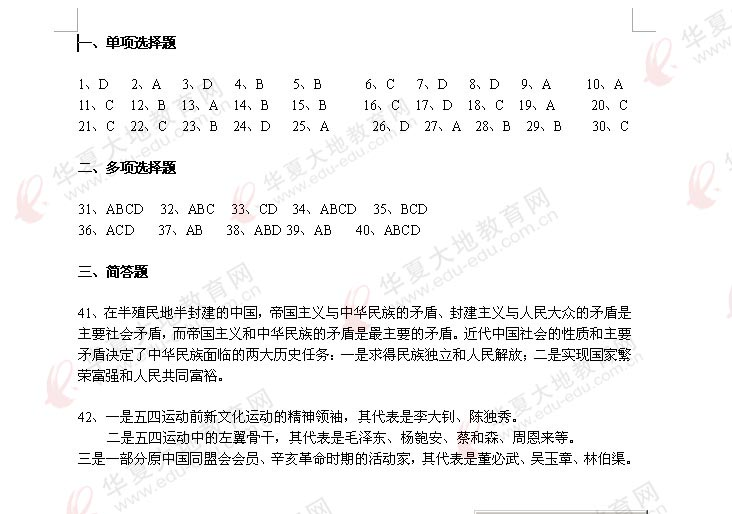 一、单项选择题
1、D 2、A 3、D 4、B 5、B 6、C 7、D 8、D 9、A 10、A
11、C 12、B 13、A 14、B 15、B 16、C 17、D 18、C 19、A 20、C
21、C 22、C 23、B 24、D 25、A 26、D 27、A 28、B 29、B 30、C
二、多项选择题
31、ABCD 32、ABC 33、CD 34、ABCD 35、BCD
36、ACD 37、AB 38、ABD 39、AB 40、ABCD
三、简答题
41、在半殖民地半封建的中国，帝国主义与中华民族的矛盾、封建主义与人民大众的矛盾是
主要社会矛盾，而帝国主义和中华民族的矛盾是最主要的矛盾。近代中国社会的性质和主要
矛盾决定了中华民族面临的两大历史任务：一是求得民族独立和人民解放；二是实现国家繁
荣富强和人民共同富裕。
42、一是五四运动前新文化运动的精神领袖，其代表是李大钊、陈独秀。
二是五四运动中的左翼骨干，其代表是毛泽东、杨匏安、蔡和森、周恩来等。
三是一部分原中国同盟会会员、辛亥革命时期的活动家，其代表是董必武、吴玉章、林伯渠。
华夏大地教育网
www.edu-edu.com.cn